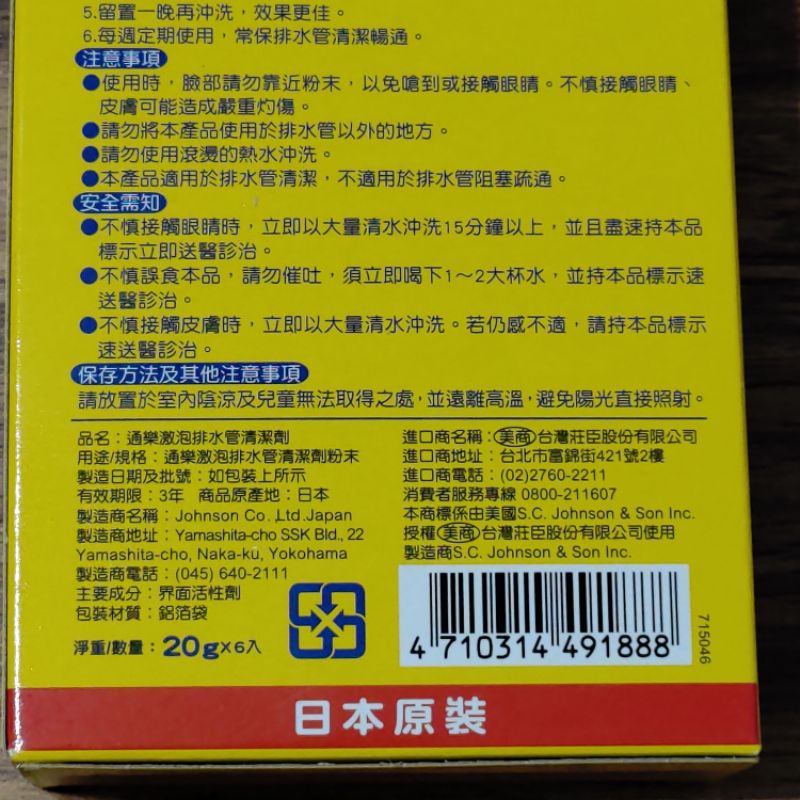 5.留置一晚再沖洗，效果更佳。
6.每週定期使用，常保排水管清潔暢通。
注意事項
●使用時，臉部請勿靠近粉末，以免嗆到或接觸眼睛。不慎接觸眼睛、
皮膚可能造成嚴重灼傷。
●請勿將本產品使用於排水管以外的地方。
●請勿使用滾燙的熱水沖洗。
●本產品適用於排水管清潔，不適用於排水管阻塞疏通。
安全需知
●不慎接觸眼睛時，立即以大量清水沖洗15分鐘以上，並且盡速持本品
標示立即送醫診治。
●不慎誤食本品，請勿催吐，須立即喝下1～2大杯水，並持本品標示速
送醫診治。
●不慎接觸皮膚時，立即以大量清水沖洗。若仍感不適，請持本品標示
速送醫診治。
保存方法及其他注意事項
請放置於室內陰涼及兒童無法取得之處，並遠離高溫，避免陽光直接照射。
品名：通樂激泡排水管清潔劑
用途/規格：通樂激泡排水管清潔劑粉末
製造日期及批號：如包裝上所示
有效期限：3年 商品原產地：日本
製造商名稱：Johnson Co.,Ltd.Japan
製造商地址：Yamashita-cho SSK Bld., 22
Yamashita-cho, Naka-ku, Yokohama
製造商電話：(045) 640-2111
主要成分：界面活性劑
包裝材質：鋁箔袋
淨重/數量：20g×6入
進口商名稱：美商台灣莊臣股份有限公司
進口商地址：台北市富錦街421號2樓
進口商電話：(02)2760-2211
消費者服務專線 0800-211607
本商標係由美國S.C. Johnson & Son Inc.
授權美商台灣莊臣股份有限公司使用
製造商S.C. Johnson & Son Inc.
4 710314 491888
715046
日本原裝